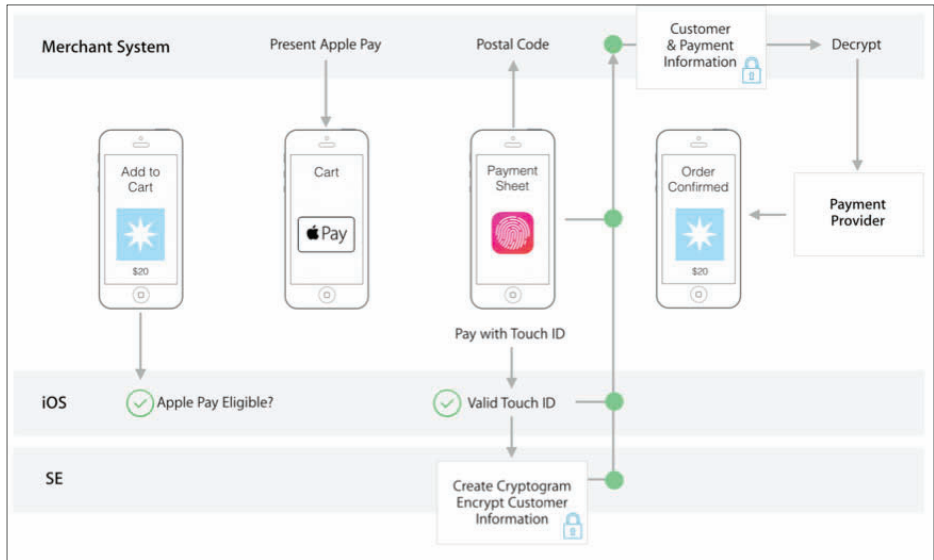 Merchant System
Present Apple Pay
Postal Code
Customer
& Payment
Information
Decrypt
Add to
Cart
$20
Cart
Pay
Payment
Sheet
Order
Confirmed
$20
Payment
Provider
Pay with Touch ID
iOS
Apple Pay Eligible?
Valid Touch ID
SE
Create Cryptogram
Encrypt Customer
Information